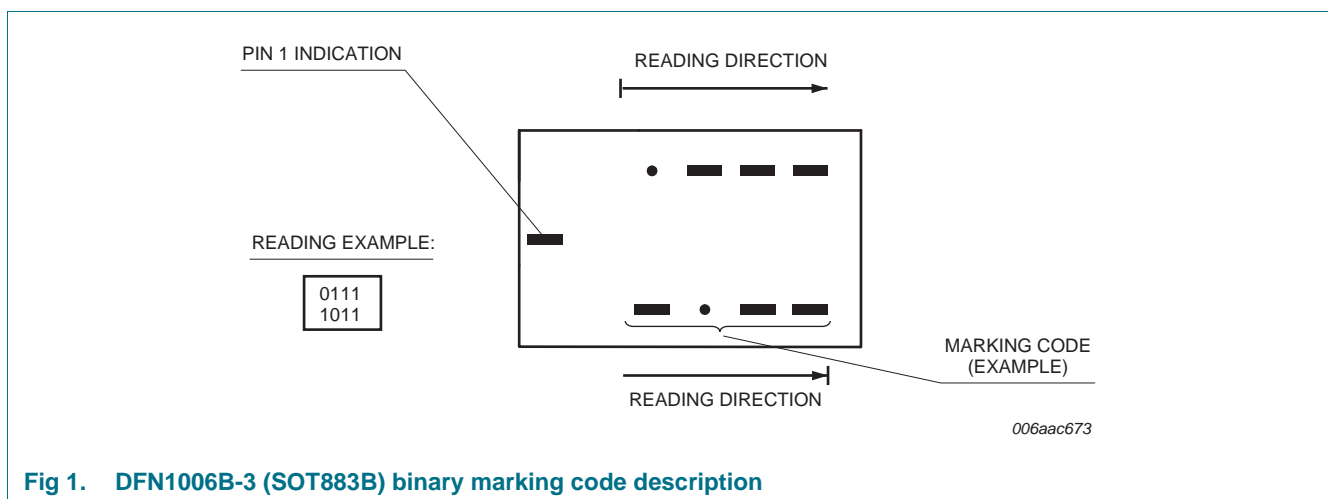 PIN 1 INDICATION
READING DIRECTION
READING EXAMPLE:
0111
1011
MARKING CODE
(EXAMPLE)
READING DIRECTION
006aac673
Fig 1. DFN1006B-3 (SOT883B) binary marking code description